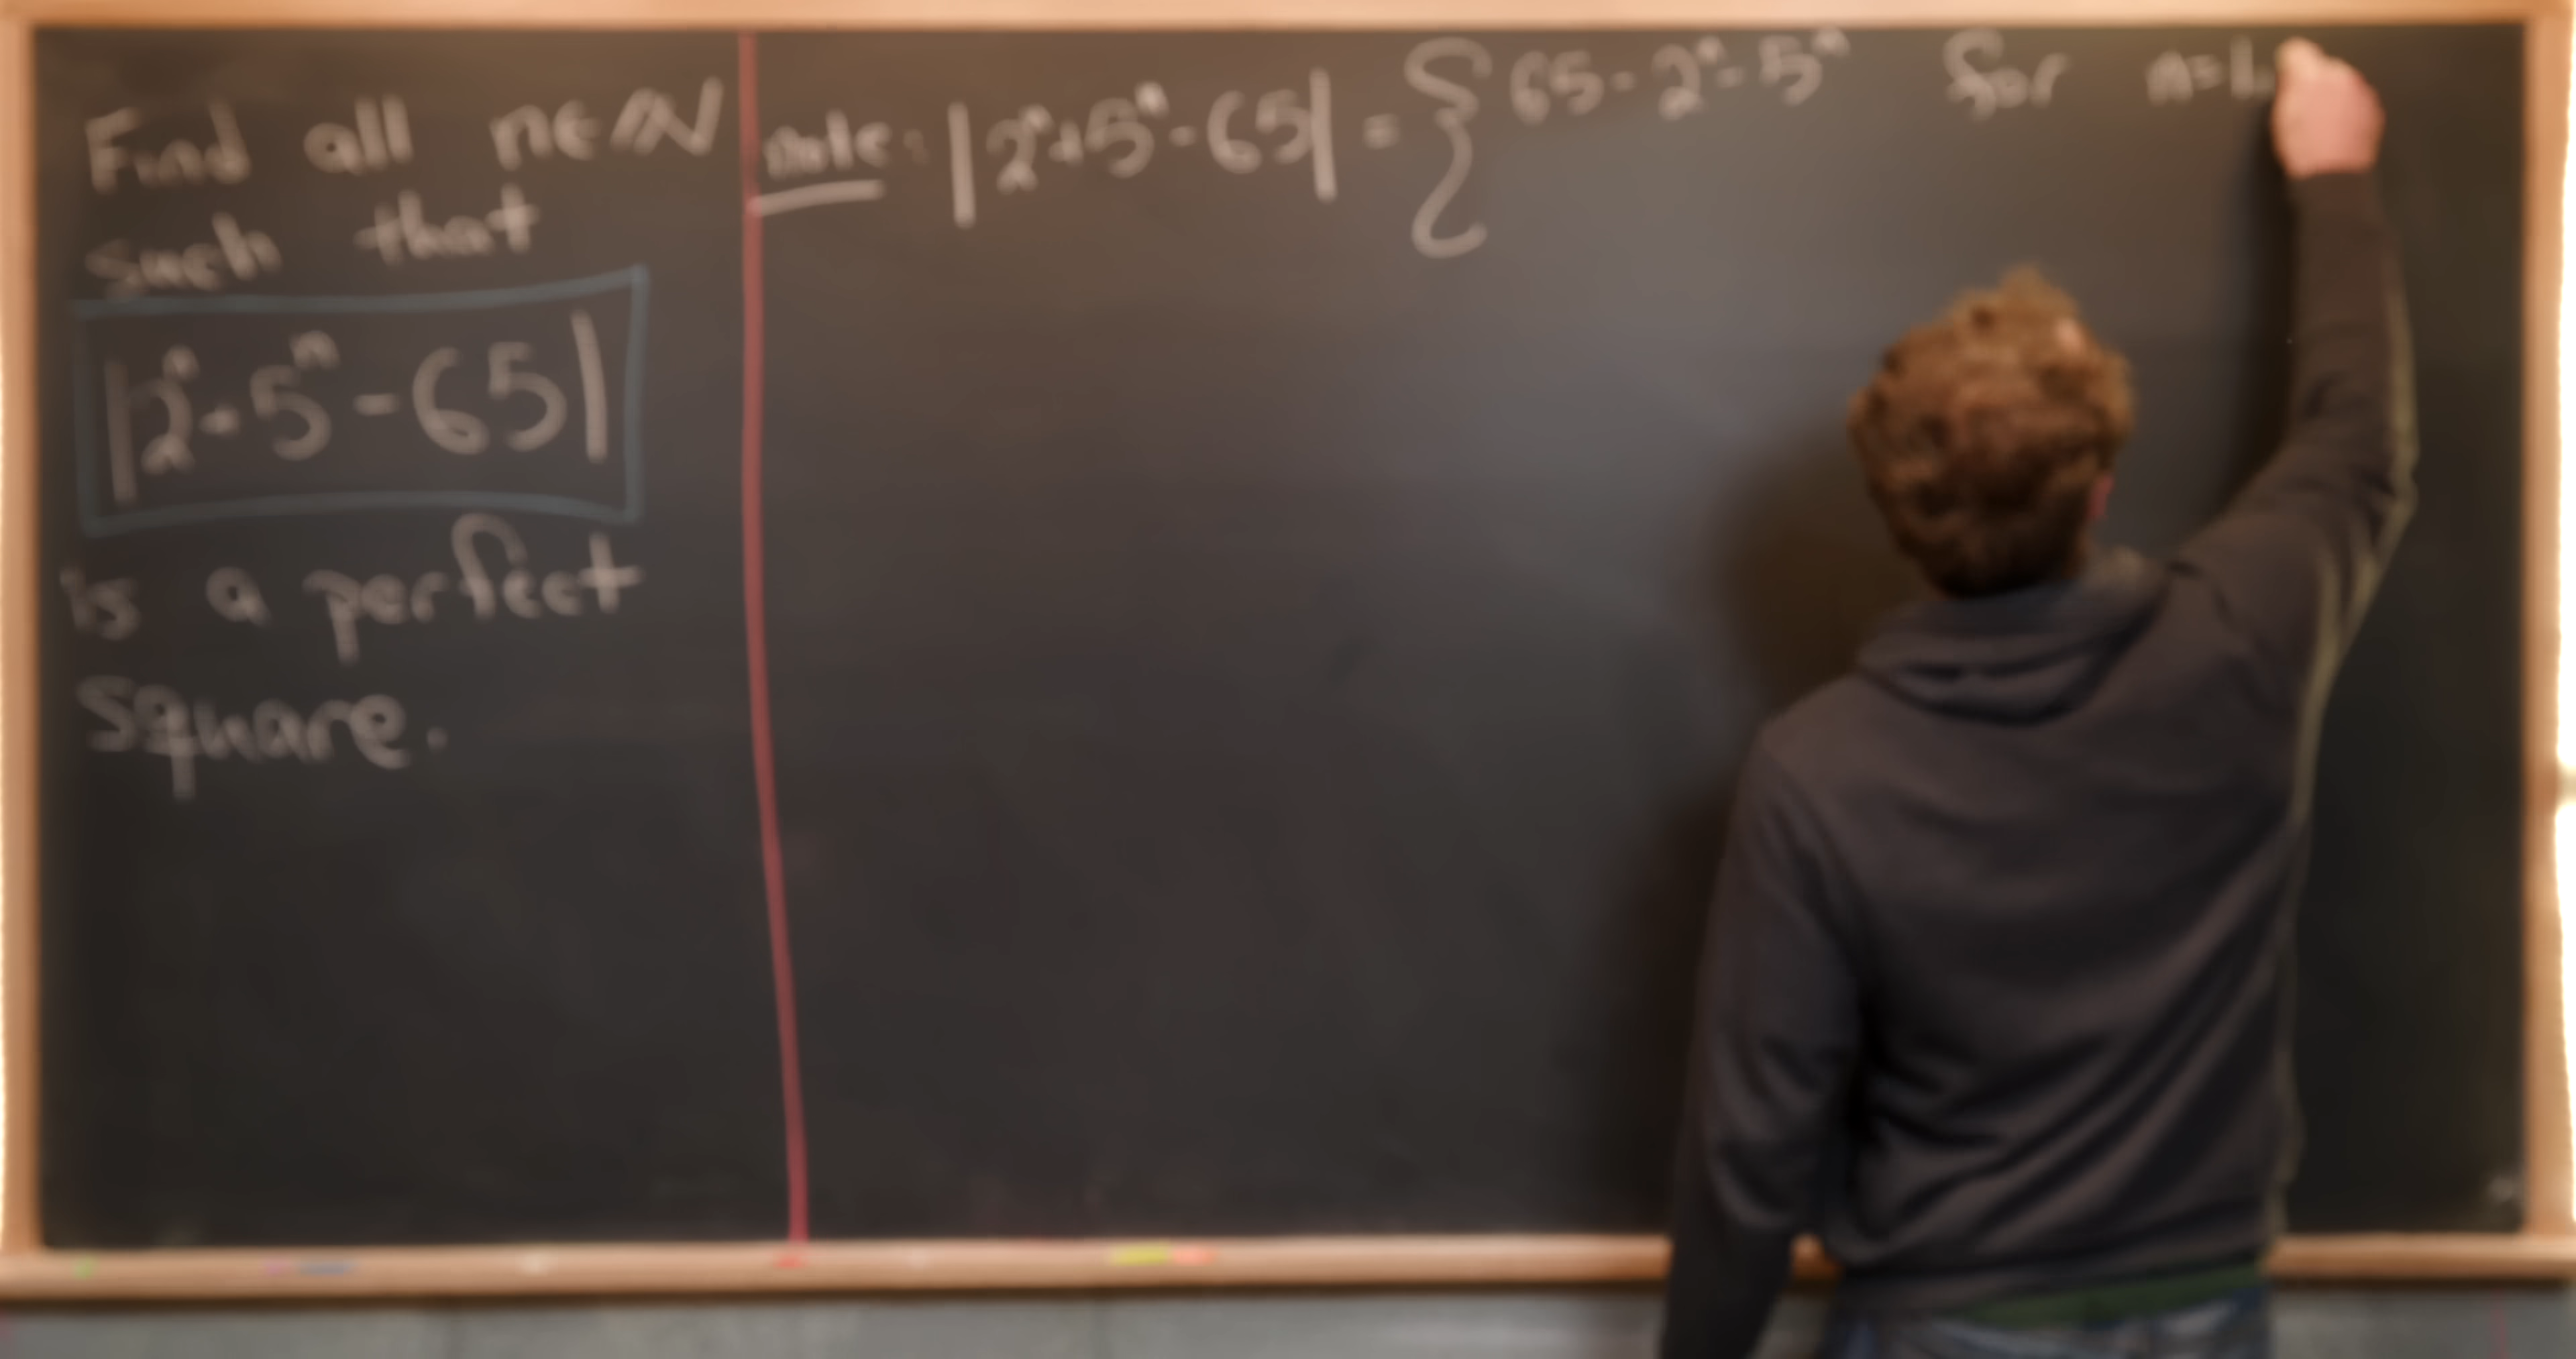 Find all n∈ℕ
such that
|2ⁿ+5ⁿ-65|
is a perfect
square.
Note: |2ⁿ+5ⁿ-65| = { 65-2ⁿ-5ⁿ for n=1